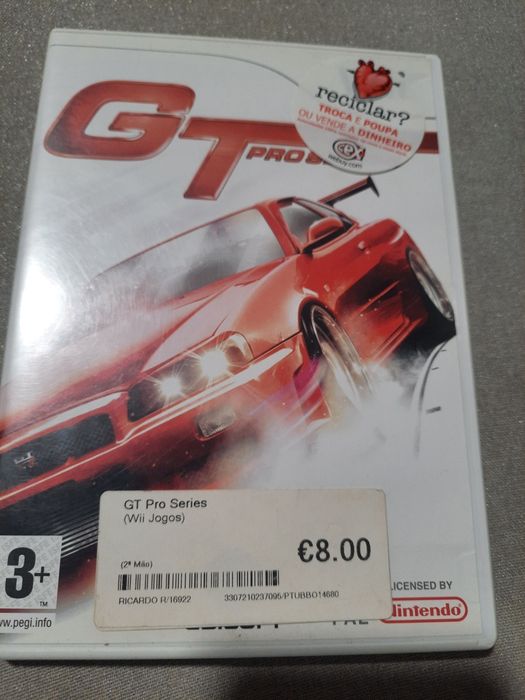 GT
PRO S
reciclar?
TROCA E POUPA
OU VENDE A DINHEIRO
CeX
webuy.com
GT Pro Series
(Wii Jogos)
€8.00
(2ª Mão)
RICARDO R/16922 3307210237095/PTUBBO14680
3+
™
www.pegi.info
LICENSED BY
Nintendo